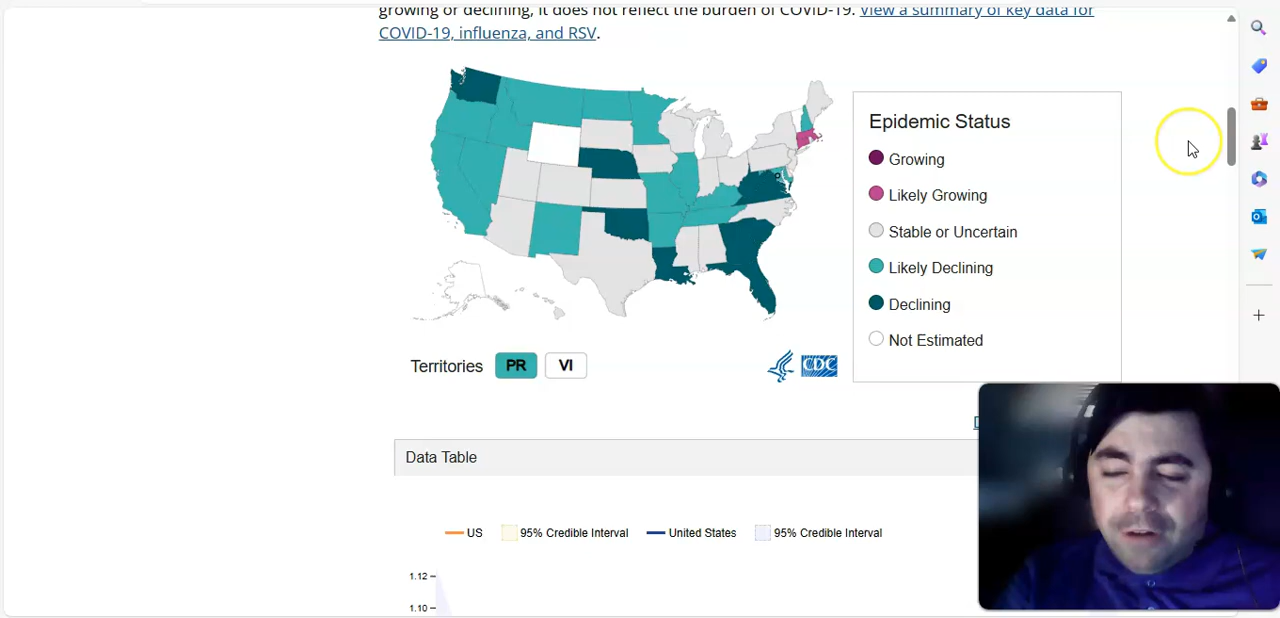 growing or declining, it does not reflect the burden of COVID-19. View a summary of key data for
COVID-19, influenza, and RSV.
Epidemic Status
Growing
Likely Growing
Stable or Uncertain
Likely Declining
Declining
Not Estimated
Territories PR VI
CDC
Data Table
US 95% Credible Interval United States 95% Credible Interval
1.12
1.10